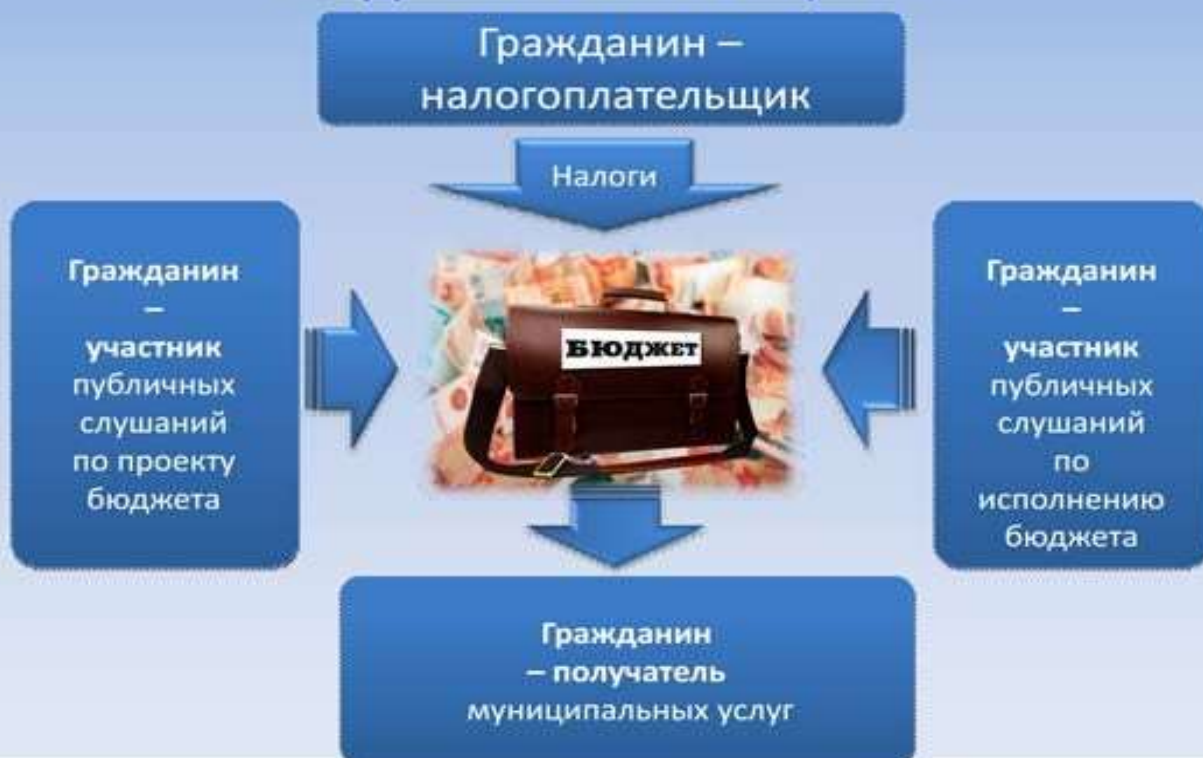 Гражданин –
налогоплательщик
Налоги
Гражданин
–
участник
публичных
слушаний
по проекту
бюджета
БЮДЖЕТ
Гражданин
–
участник
публичных
слушаний
по
исполнению
бюджета
Гражданин
– получатель
муниципальных услуг